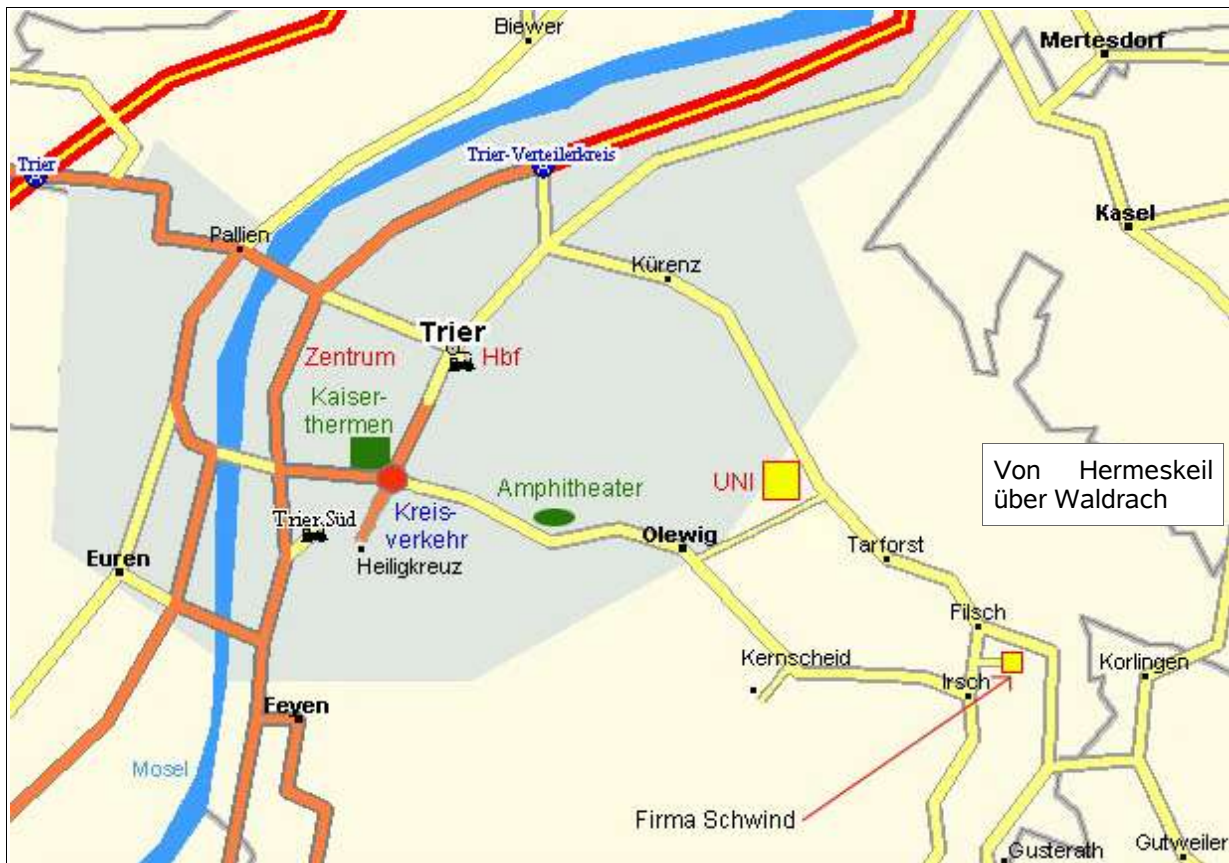 Biewer
Mertesdorf
Trier
Trier-Verteilerkreis
Kasel
Pallien
Kürenz
Trier
Zentrum
Hbf
Kaiser-
thermen
Von Hermeskeil
über Waldrach
UNI
Amphitheater
Trier Süd
Kreis-
verkehr
Olewig
Tarforst
Euren
Heiligkreuz
Filsch
Kernscheid
Korlingen
Irsch
Feyen
Mosel
Firma Schwind
Gusterath
Gutweiler